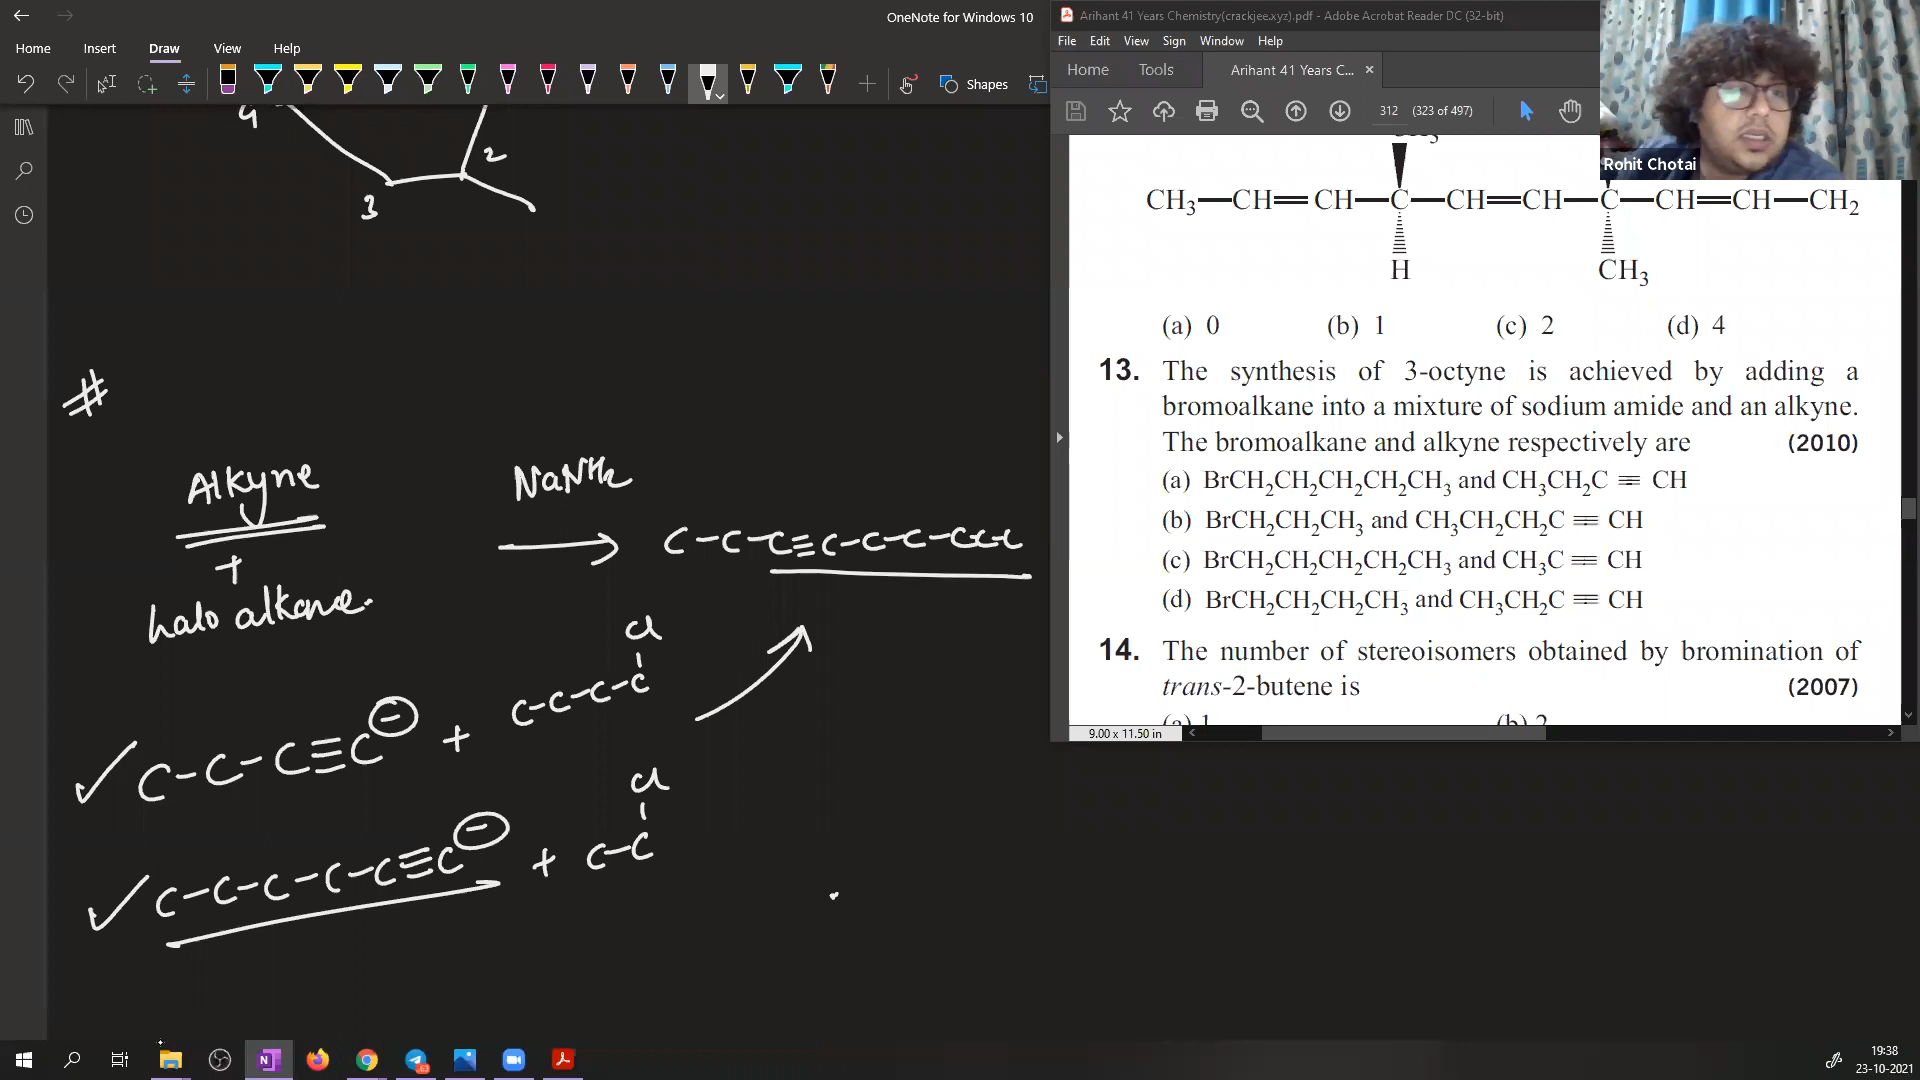 OneNote for Windows 10
Home Insert Draw View Help
Shapes
4
2
3
#
Alkyne
+
halo alkane.
NaNH2
C-C-C≡C-C-C-C-C
Cl
C-C-C-C
C-C-C≡C⊖ +
Cl
C-C-C-C-C≡C⊖ + C-C
Arihant 41 Years Chemistry(crackjee.xyz).pdf - Adobe Acrobat Reader DC (32-bit)
File Edit View Sign Window Help
Home Tools Arihant 41 Years C... ×
312 (323 of 497)
Rohit Chotai
CH3—CH=CH—C—CH=CH—C—CH=CH—CH2
H CH3
(a) 0 (b) 1 (c) 2 (d) 4
13. The synthesis of 3-octyne is achieved by adding a
bromoalkane into a mixture of sodium amide and an alkyne.
The bromoalkane and alkyne respectively are (2010)
(a) BrCH2CH2CH2CH2CH3 and CH3CH2C ≡ CH
(b) BrCH2CH2CH3 and CH3CH2CH2C ≡ CH
(c) BrCH2CH2CH2CH2CH3 and CH3C ≡ CH
(d) BrCH2CH2CH2CH3 and CH3CH2C ≡ CH
14. The number of stereoisomers obtained by bromination of
trans-2-butene is (2007)
(a) 1 (b) 2
9.00 x 11.50 in
19:38
23-10-2021